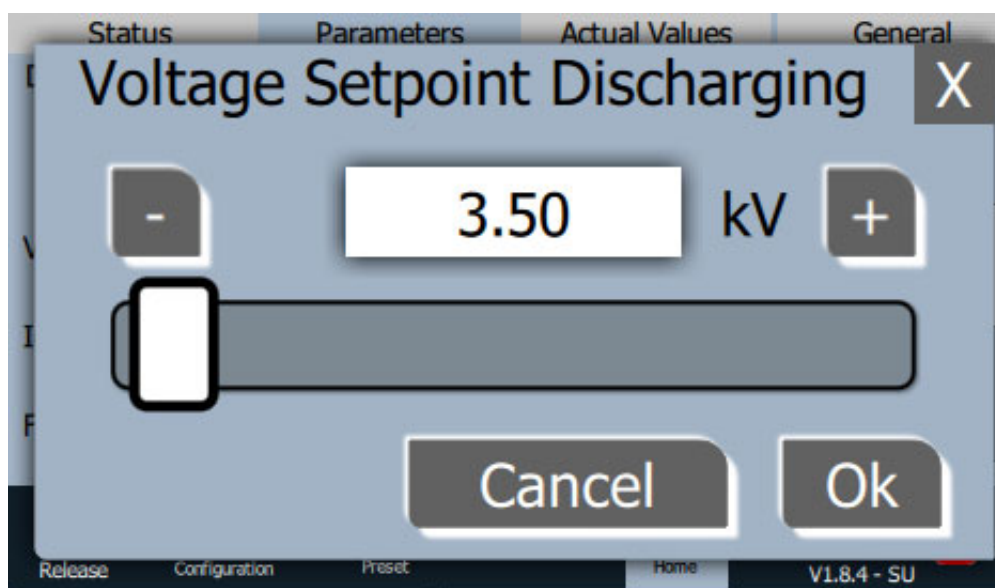 Status Parameters Actual Values General
Voltage Setpoint Discharging X
- 3.50 kV +
Cancel Ok
Release Configuration Preset Home V1.8.4 - SU